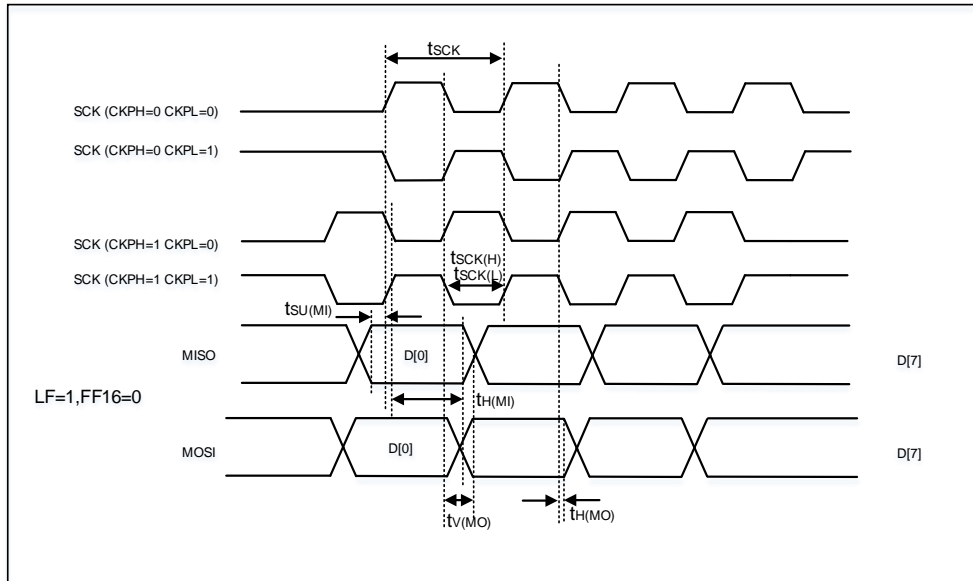 tSCK
SCK (CKPH=0 CKPL=0)
SCK (CKPH=0 CKPL=1)
SCK (CKPH=1 CKPL=0)
tSCK(H)
SCK (CKPH=1 CKPL=1)
tSCK(L)
tSU(MI)
MISO
D[0]
D[7]
LF=1,FF16=0
tH(MI)
MOSI
D[0]
D[7]
tV(MO)
tH(MO)